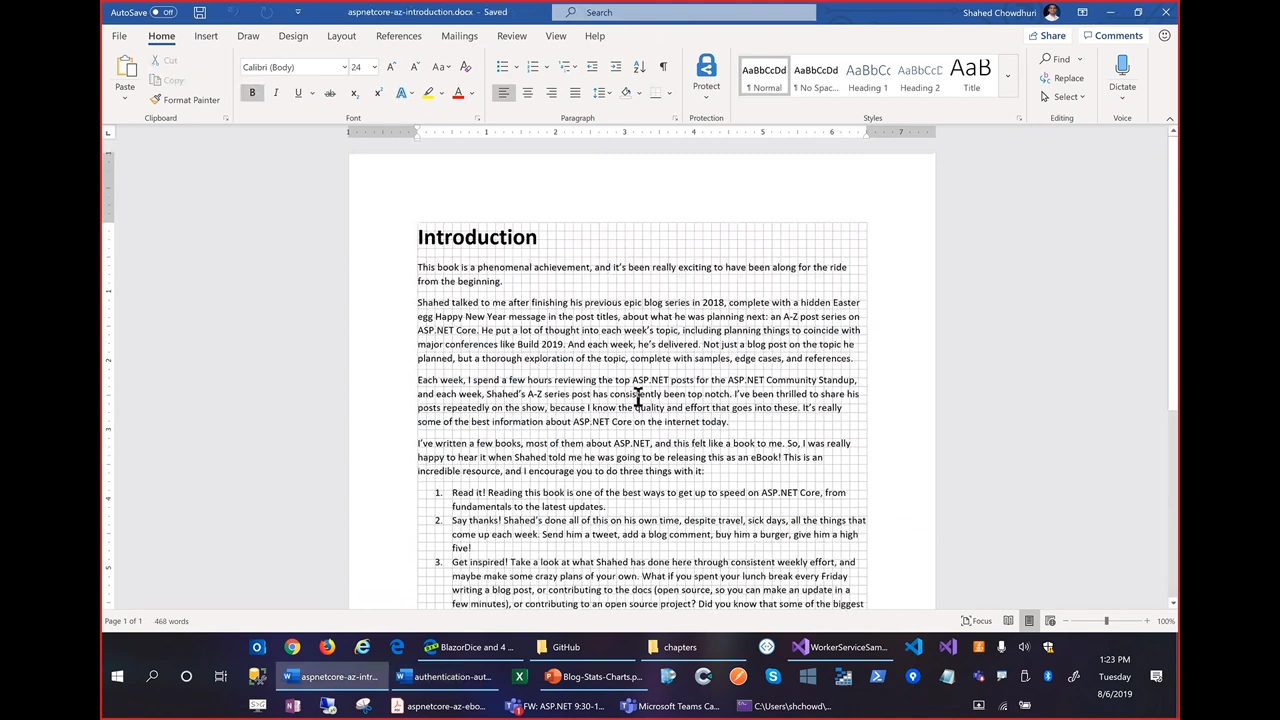 AutoSave Off aspnetcore-az-introduction.docx - Saved Search Shahed Chowdhuri
File Home Insert Draw Design Layout References Mailings Review View Help Share Comments
Paste
Cut
Copy
Format Painter
Clipboard
Calibri (Body) 24
Font
Paragraph
Protect
Protection
AaBbCcDd AaBbCcDd AaBbCcDd AaBbCcDd AaB
¶ Normal ¶ No Spac... Heading 1 Heading 2 Title
Styles
Find
Replace
Select
Editing
Dictate
Voice
1 1 2 3 4 5 6 7
Introduction
This book is a phenomenal achievement, and it’s been really exciting to have been along for the ride
from the beginning.
Shahed talked to me after finishing his previous epic blog series in 2018, complete with a hidden Easter
egg Happy New Year message in the post titles, about what he was planning next: an A-Z post series on
ASP.NET Core. He put a lot of thought into each week’s topic, including planning things to coincide with
major conferences like Build 2019. And each week, he’s delivered. Not just a blog post on the topic he
planned, but a thorough exploration of the topic, complete with samples, edge cases, and references.
Each week, I spend a few hours reviewing the top ASP.NET posts for the ASP.NET Community Standup,
and each week, Shahed’s A-Z series post has consistently been top notch. I’ve been thrilled to share his
posts repeatedly on the show, because I know the quality and effort that goes into these. It’s really
some of the best information about ASP.NET Core on the internet today.
I’ve written a few books, most of them about ASP.NET, and this felt like a book to me. So, I was really
happy to hear it when Shahed told me he was going to be releasing this as an eBook! This is an
incredible resource, and I encourage you to do three things with it:
1. Read it! Reading this book is one of the best ways to get up to speed on ASP.NET Core, from
fundamentals to the latest updates.
2. Say thanks! Shahed’s done all of this on his own time, despite travel, sick days, all the things that
come up each week. Send him a tweet, add a blog comment, buy him a burger, give him a high
five!
3. Get inspired! Take a look at what Shahed has done here through consistent weekly effort, and
maybe make some crazy plans of your own. What if you spent your lunch break every Friday
writing a blog post, or contributing to the docs (open source, so you can make an update in a
few minutes), or contributing to an open source project? Did you know that some of the biggest
Page 1 of 1 468 words Focus 100%
BlazorDice and 4 ... GitHub chapters WorkerServiceSam...
aspnetcore-az-intr... authentication-aut... Blog-Stats-Charts.p...
aspnetcore-az-ebo... FW: ASP.NET 9:30-1... Microsoft Teams Ca... C:\Users\shchowd...
1:23 PM
Tuesday
8/6/2019